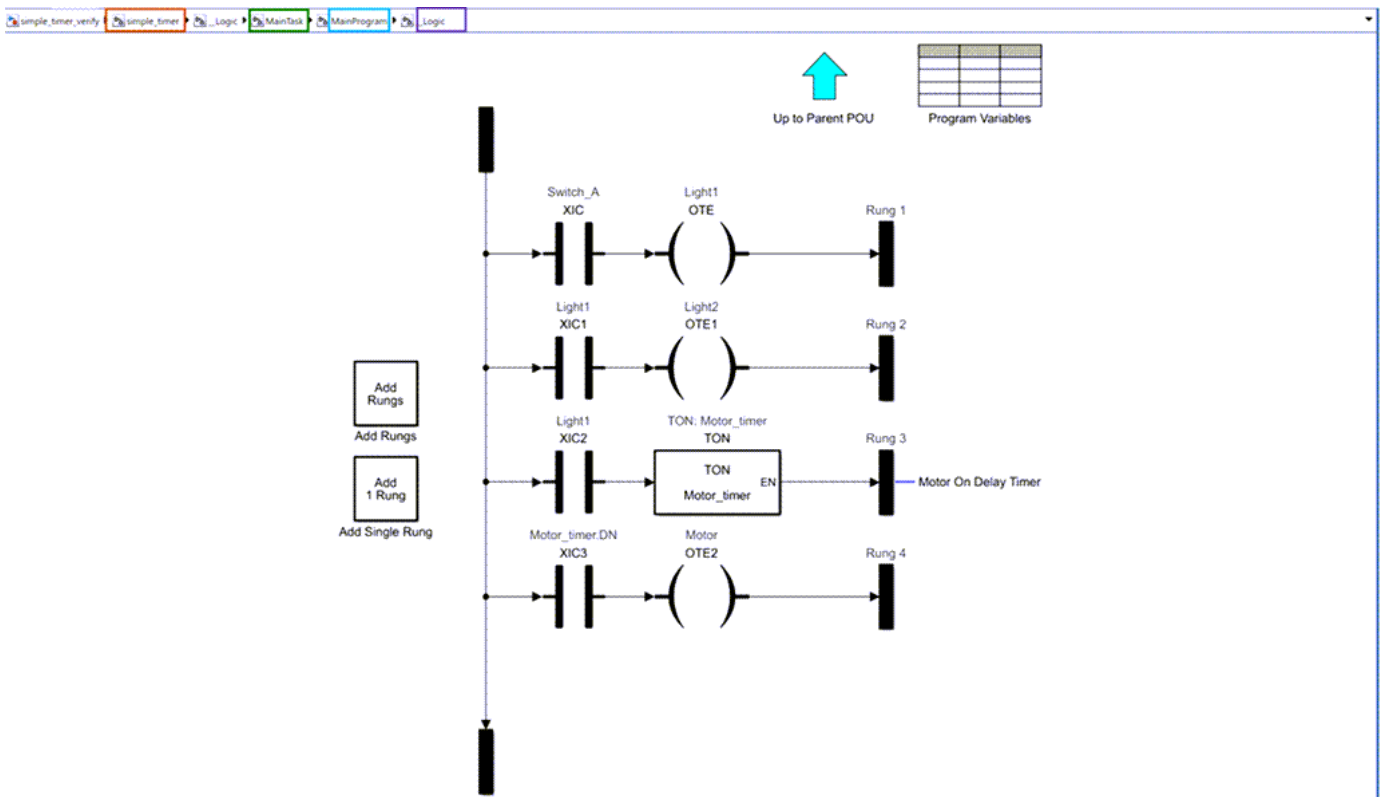 simple_timer_verify simple_timer _Logic MainTask MainProgram _Logic
Up to Parent POU
Program Variables
Switch_A
XIC
Light1
OTE
Rung 1
Light1
XIC1
Light2
OTE1
Rung 2
Add
Rungs
Add Rungs
Light1
XIC2
TON: Motor_timer
TON
TON
EN
Motor_timer
Rung 3
Motor On Delay Timer
Add
1 Rung
Add Single Rung
Motor_timer.DN
XIC3
Motor
OTE2
Rung 4